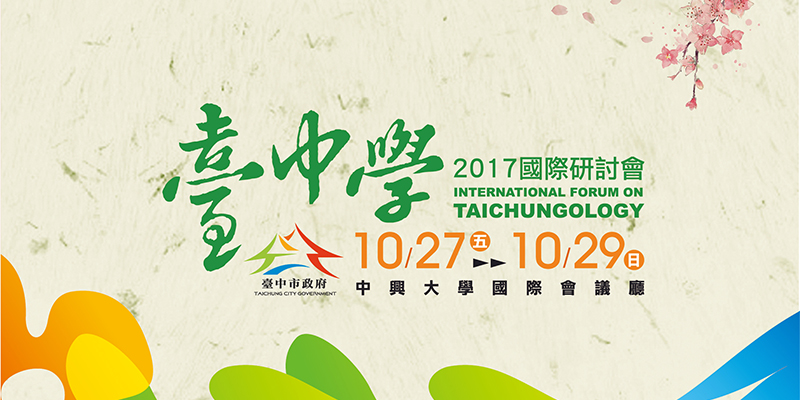 臺中學
2017國際研討會
INTERNATIONAL FORUM ON
TAICHUNGOLOGY
10/27五 ►► 10/29日
臺中市政府
TAICHUNG CITY GOVERNMENT
中興大學國際會議廳